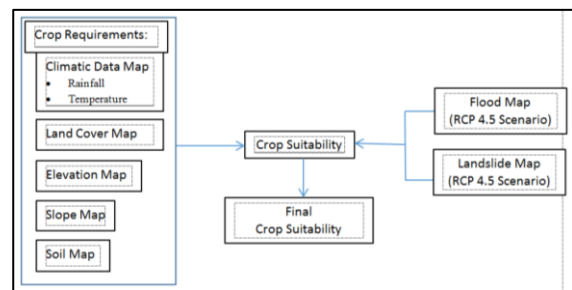 Crop Requirements:
Climatic Data Map
• Rainfall
• Temperature
Land Cover Map
Elevation Map
Slope Map
Soil Map
Crop Suitability
Final
Crop Suitability
Flood Map
(RCP 4.5 Scenario)
Landslide Map
(RCP 4.5 Scenario)